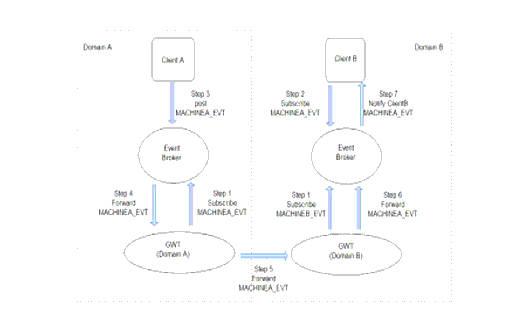 Domain A
Client A
Client B
Domain B
Step 3
post
MACHINEA_EVT
Step 2
Subscribe
MACHINEA_EVT
Step 7
Notify ClientB
MACHINEA_EVT
Event
Broker
Event
Broker
Step 4
Forward
MACHINEA_EVT
Step 1
Subscribe
MACHINEA_EVT
Step 1
Subscribe
MACHINEB_EVT
Step 6
Forward
MACHINEA_EVT
GWT
(Domain A)
GWT
(Domain B)
Step 5
Forward
MACHINEA_EVT